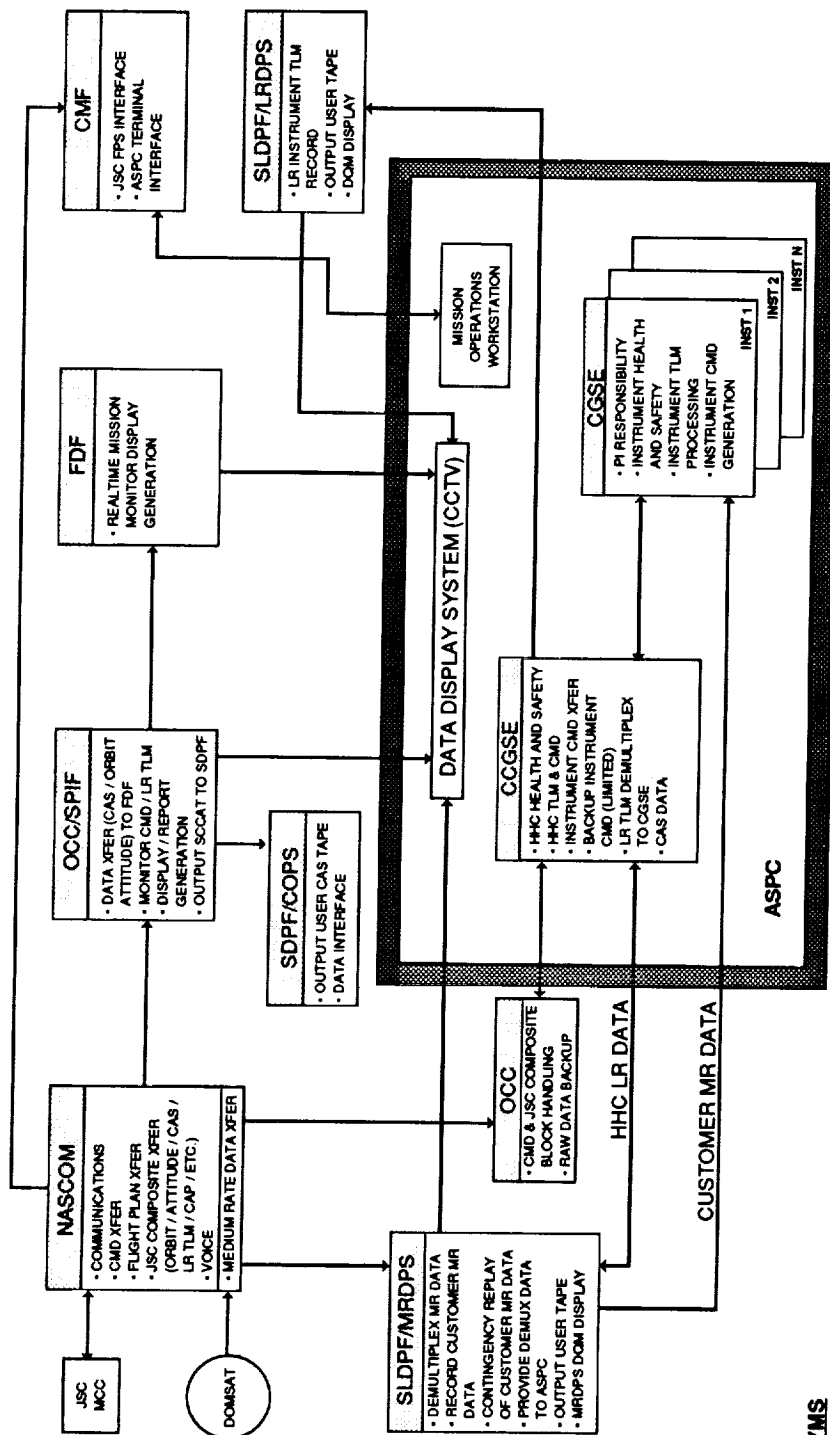 JSC
MCC
DOMSAT
NASCOM
• COMMUNICATIONS
• CMD XFER
• FLIGHT PLAN XFER
• JSC COMPOSITE XFER
(ORBIT / ATTITUDE / CAS /
LR TLM / CAP / ETC.)
• VOICE
• MEDIUM RATE DATA XFER
OCC/SPIF
• DATA XFER (CAS / ORBIT
ATTITUDE) TO FDF
• MONITOR CMD / LR TLM
• DISPLAY / REPORT
GENERATION
• OUTPUT SCCAT TO SDPF
FDF
• REALTIME MISSION
MONITOR DISPLAY
GENERATION
CMF
• JSC FPS INTERFACE
• ASPC TERMINAL
INTERFACE
SLDPF/MRDPS
• DEMULTIPLEX MR DATA
• RECORD CUSTOMER MR
DATA
• CONTINGENCY REPLAY
OF CUSTOMER MR DATA
• PROVIDE DEMUX DATA
TO ASPC
• OUTPUT USER TAPE
• MRDPS DQM DISPLAY
SDPF/COPS
• OUTPUT USER CAS TAPE
• DATA INTERFACE
SLDPF/LRDPS
• LR INSTRUMENT TLM
RECORD
• OUTPUT USER TAPE
• DQM DISPLAY
OCC
• CMD & JSC COMPOSITE
BLOCK HANDLING
• RAW DATA BACKUP
DATA DISPLAY SYSTEM (CCTV)
MISSION
OPERATIONS
WORKSTATION
CCGSE
• HHC HEALTH AND SAFETY
• HHC TLM & CMD
• INSTRUMENT CMD XFER
• BACKUP INSTRUMENT
CMD (LIMITED)
• LR TLM DEMULTIPLEX
TO CGSE
• CAS DATA
CGSE
• PI RESPONSIBILITY
• INSTRUMENT HEALTH
AND SAFETY
• INSTRUMENT TLM
PROCESSING
• INSTRUMENT CMD
GENERATION
INST 1
INST 2
INST N
ASPC
HHC LR DATA
CUSTOMER MR DATA